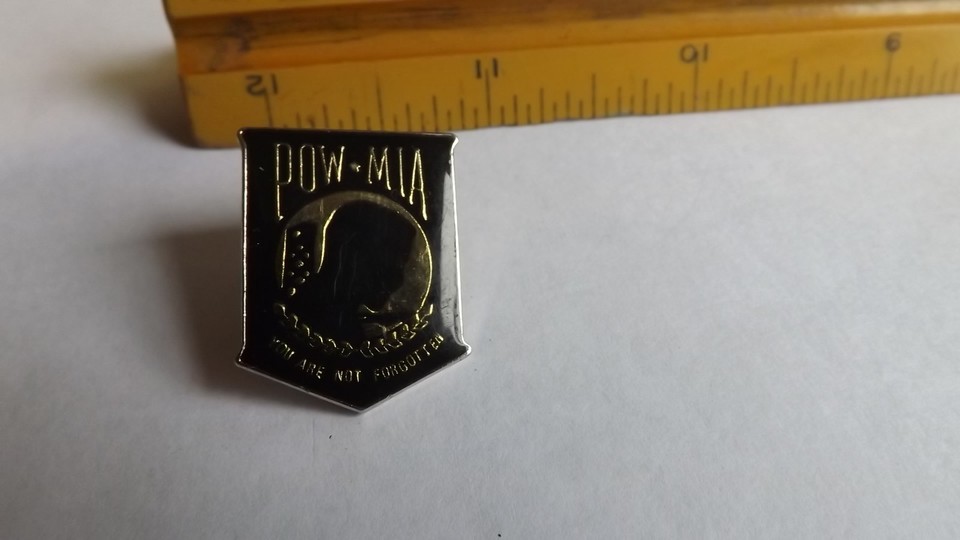 12 11 10 9
POW★MIA
YOU ARE NOT FORGOTTEN